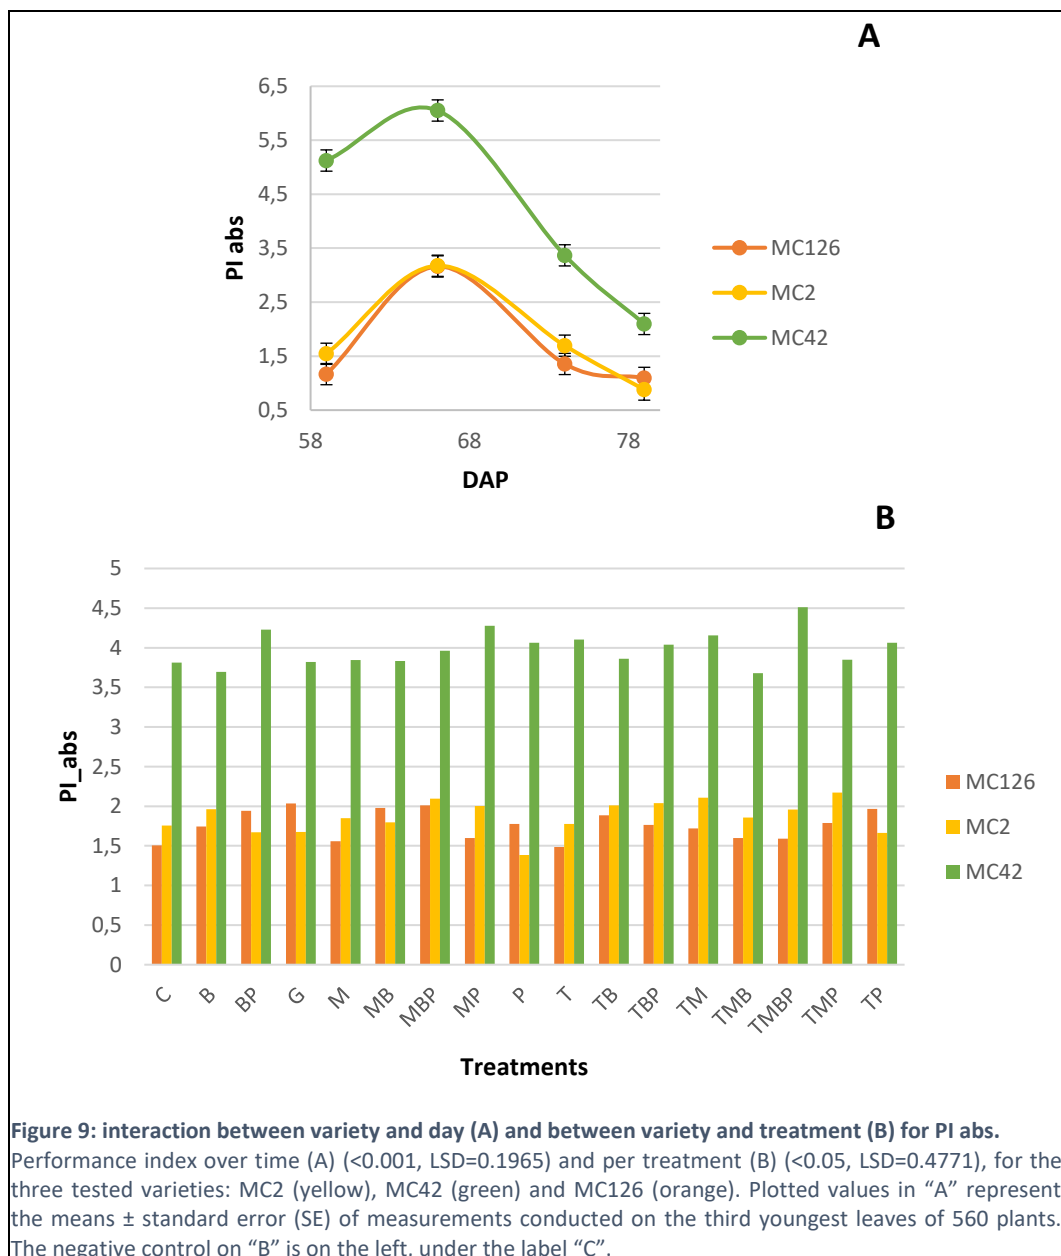 A
6,5
5,5
4,5
3,5
2,5
1,5
0,5
PI abs
58 68 78
DAP
MC126
MC2
MC42
B
5
4,5
4
3,5
3
2,5
2
1,5
1
0,5
0
PI_abs
C B BP G M MB MBP MP P T TB TBP TM TMB TMBP TMP TP
Treatments
MC126
MC2
MC42
Figure 9: interaction between variety and day (A) and between variety and treatment (B) for PI abs.
Performance index over time (A) (<0.001, LSD=0.1965) and per treatment (B) (<0.05, LSD=0.4771), for the
three tested varieties: MC2 (yellow), MC42 (green) and MC126 (orange). Plotted values in “A” represent
the means ± standard error (SE) of measurements conducted on the third youngest leaves of 560 plants.
The negative control on “B” is on the left, under the label “C”.